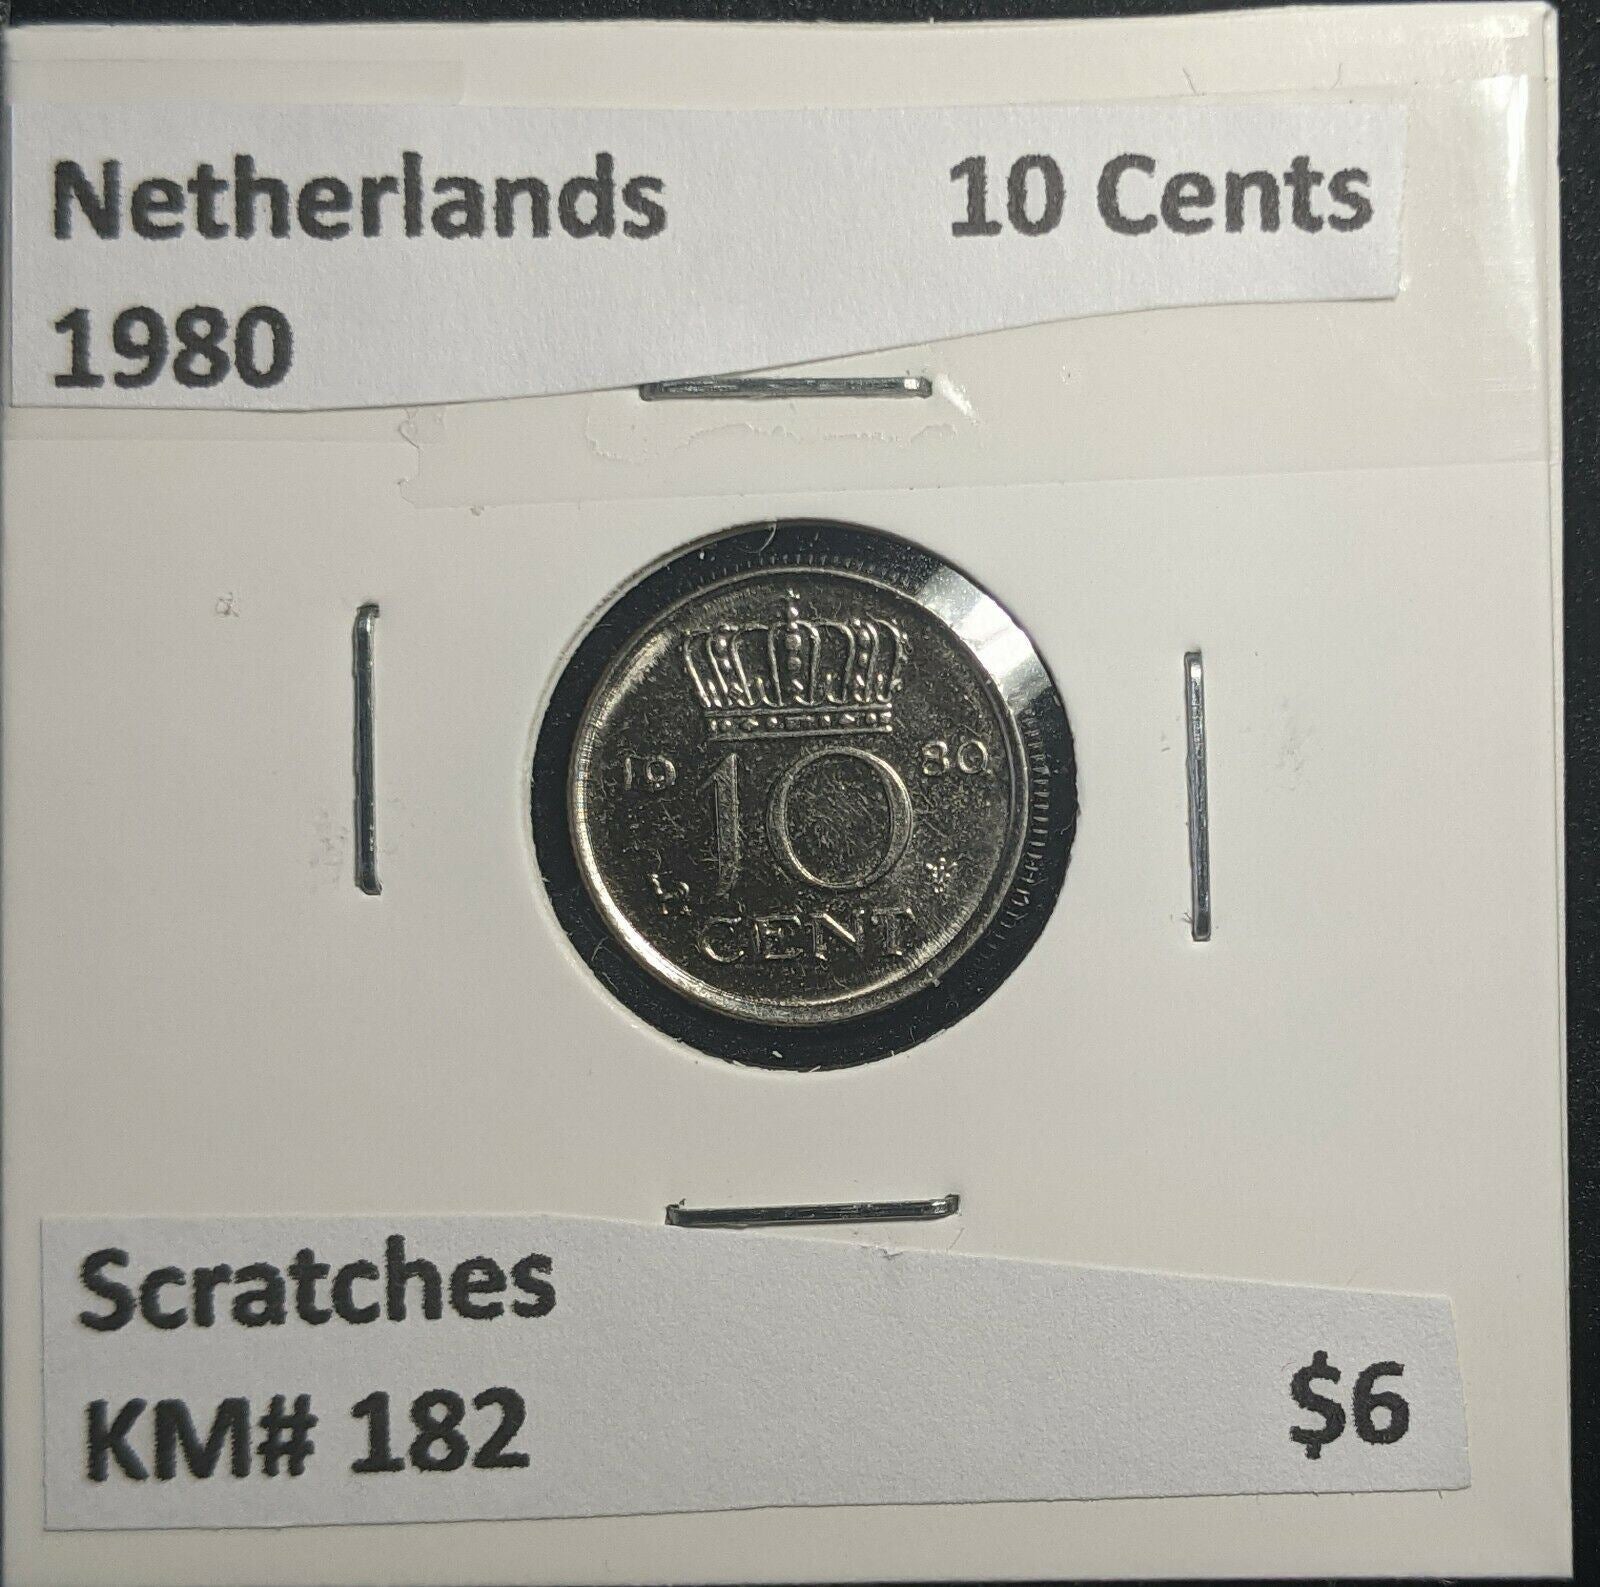 Netherlands 10 Cents
1980
19 10 80
CENT
Scratches
KM# 182 $6